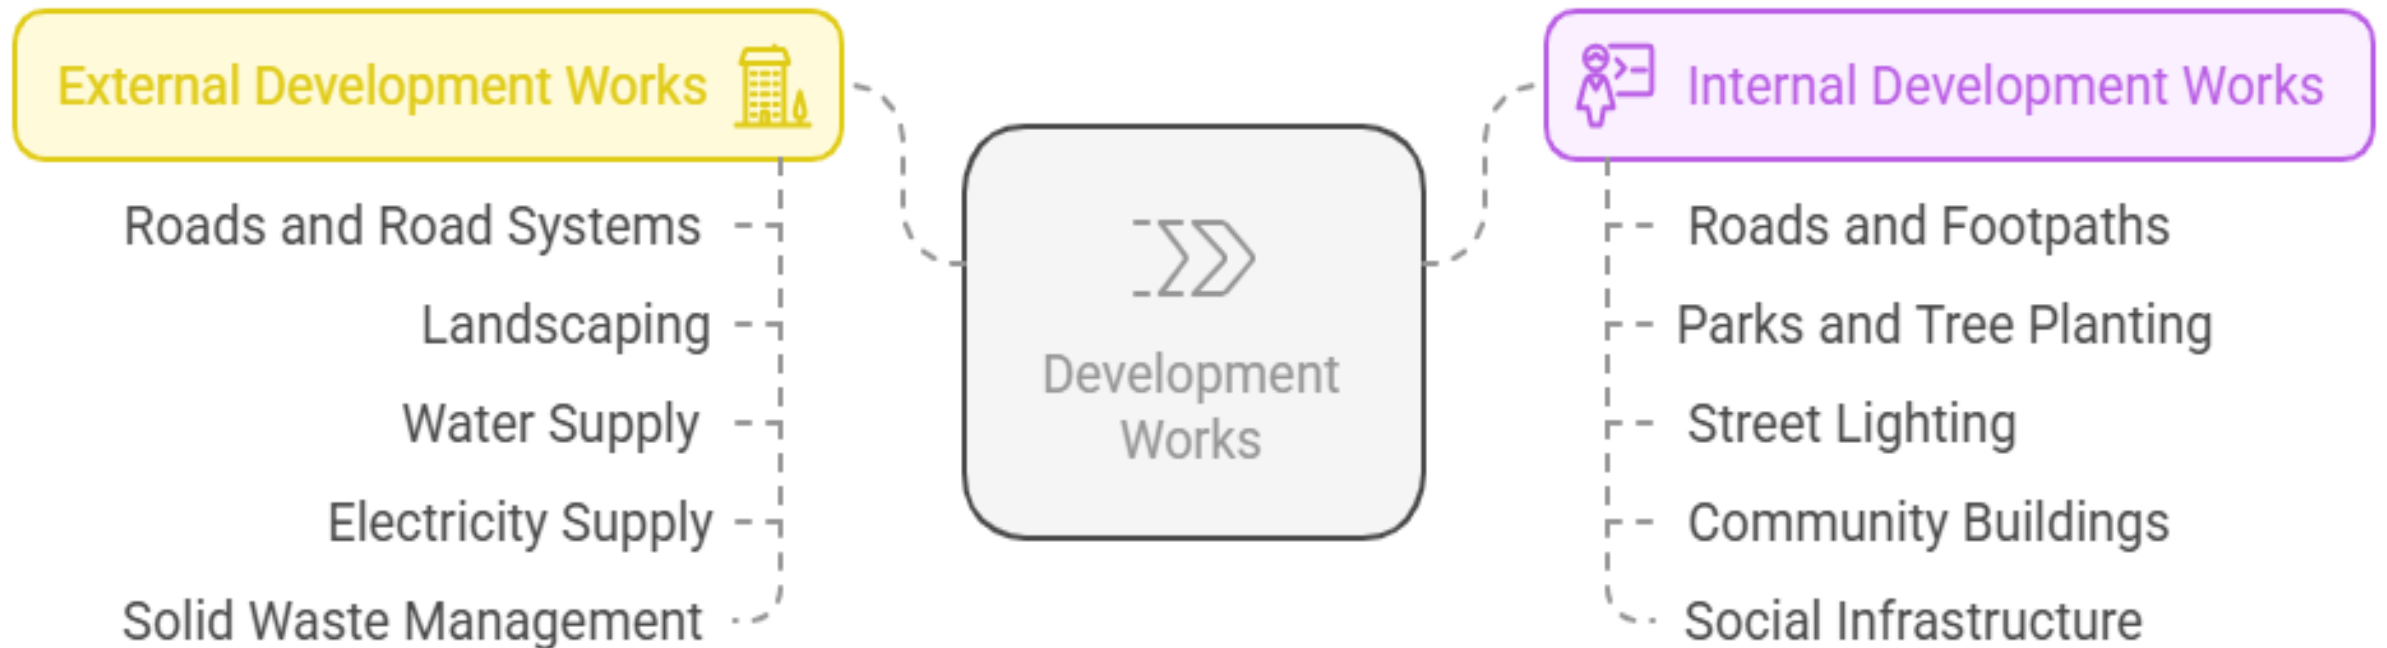 External Development Works
Roads and Road Systems
Landscaping
Water Supply
Electricity Supply
Solid Waste Management
Development
Works
Internal Development Works
Roads and Footpaths
Parks and Tree Planting
Street Lighting
Community Buildings
Social Infrastructure